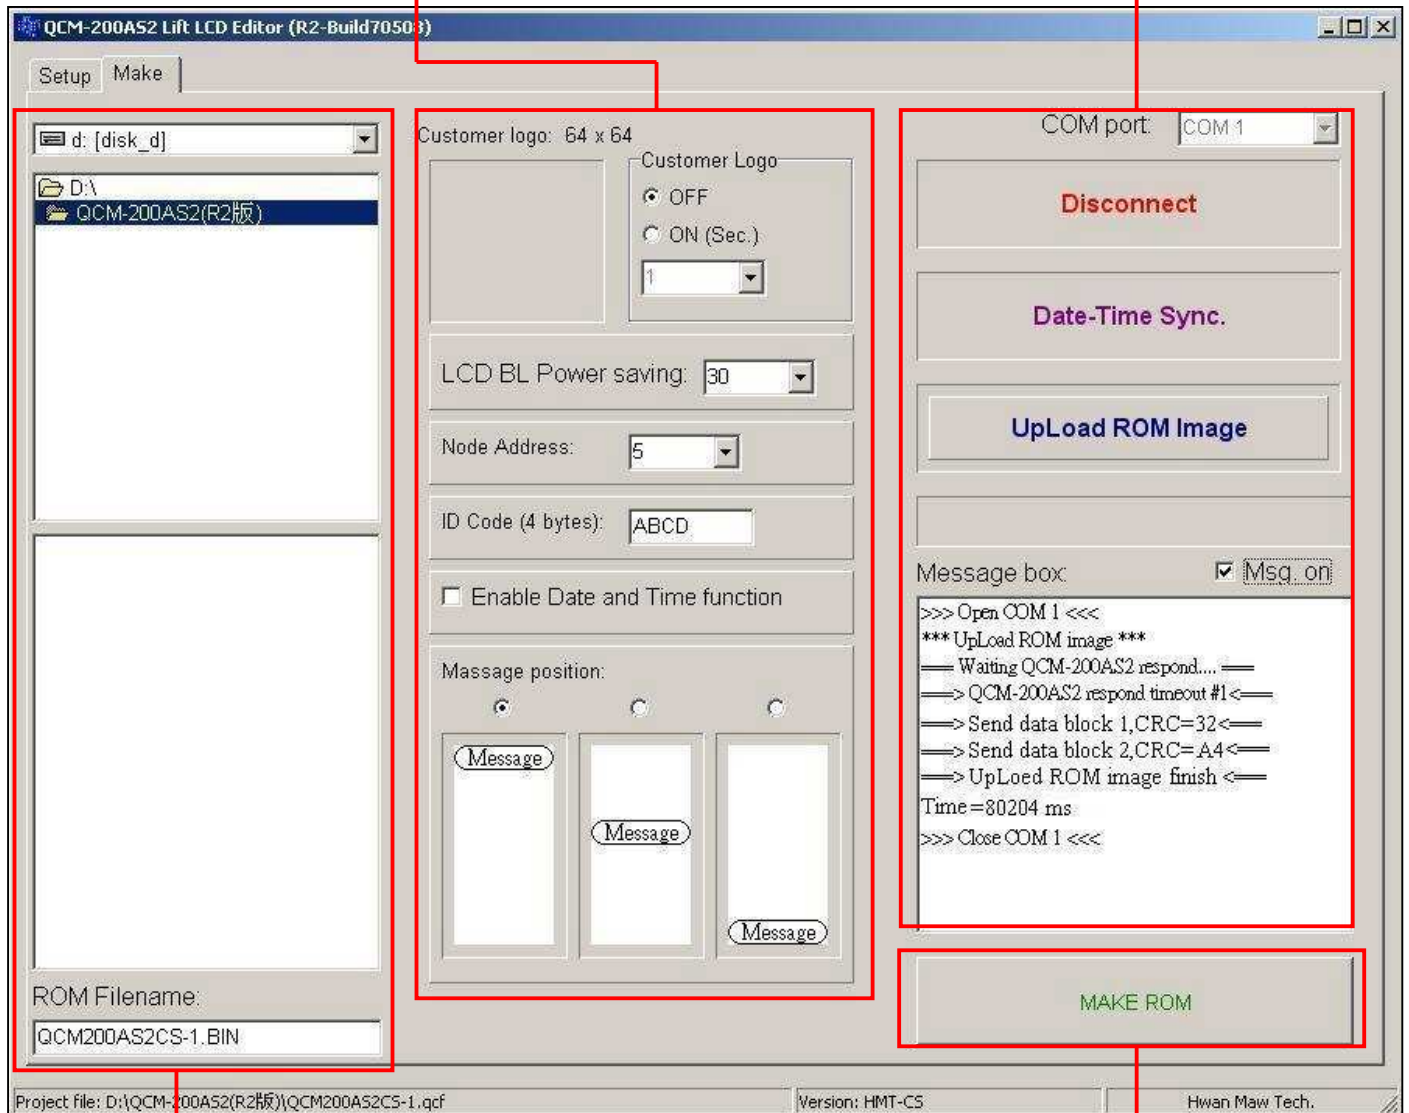 QCM-200AS2 Lift LCD Editor (R2-Build70503)
Setup
Make
d: [disk_d]
D:\
QCM-200AS2(R2版)
ROM Filename:
QCM200AS2CS-1.BIN
Customer logo: 64 x 64
Customer Logo
OFF
ON (Sec.)
1
LCD BL Power saving: 30
Node Address: 5
ID Code (4 bytes): ABCD
Enable Date and Time function
Massage position:
Message
Message
Message
COM port: COM 1
Disconnect
Date-Time Sync.
UpLoad ROM Image
Message box: Msg. on
>>> Open COM 1 <<<
*** UpLoad ROM image ***
=== Waiting QCM-200AS2 respond.... ===
===> QCM-200AS2 respond timeout #1<===
===>Send data block 1,CRC=32<===
===>Send data block 2,CRC=A4<===
===> UpLoed ROM image finish <===
Time=80204 ms
>>> Close COM 1 <<<
MAKE ROM
Project file: D:\QCM-200AS2(R2版)\QCM200AS2CS-1.qcf
Version: HMT-CS
Hwan Maw Tech.